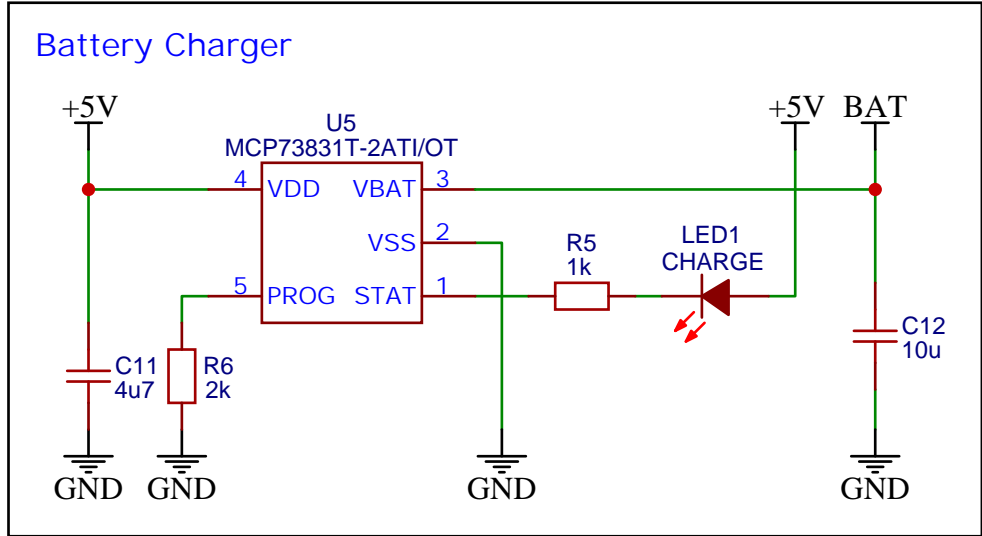 Battery Charger
+5V
+5V
BAT
U5
MCP73831T-2ATI/OT
4
VDD
VBAT
3
VSS
2
5
PROG
STAT
1
R5
1k
LED1
CHARGE
C11
4u7
R6
2k
C12
10u
GND
GND
GND
GND